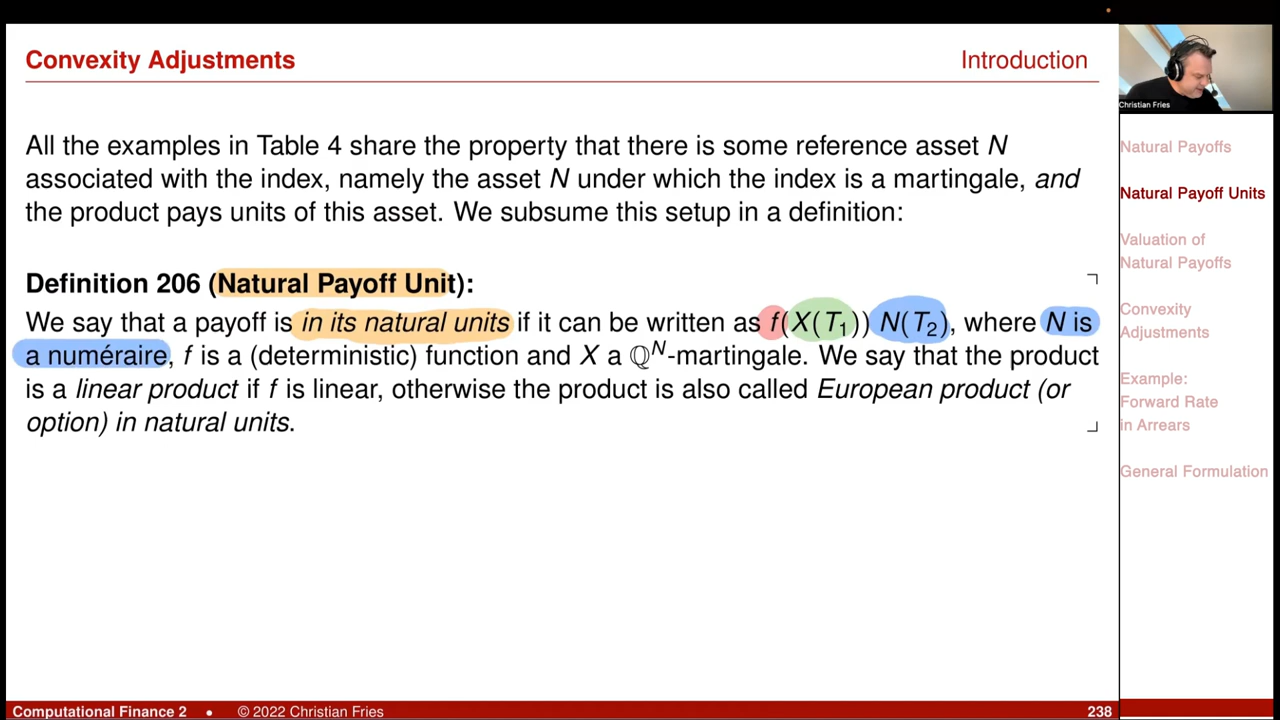 Convexity Adjustments
Introduction
All the examples in Table 4 share the property that there is some reference asset N
associated with the index, namely the asset N under which the index is a martingale, and
the product pays units of this asset. We subsume this setup in a definition:
Definition 206 (Natural Payoff Unit):
We say that a payoff is in its natural units if it can be written as f(X(T₁)) N(T₂), where N is
a numéraire, f is a (deterministic) function and X a ℚᴺ-martingale. We say that the product
is a linear product if f is linear, otherwise the product is also called European product (or
option) in natural units.
Computational Finance 2 • © 2022 Christian Fries
238
Christian Fries
Natural Payoffs
Natural Payoff Units
Valuation of
Natural Payoffs
Convexity
Adjustments
Example:
Forward Rate
in Arrears
General Formulation